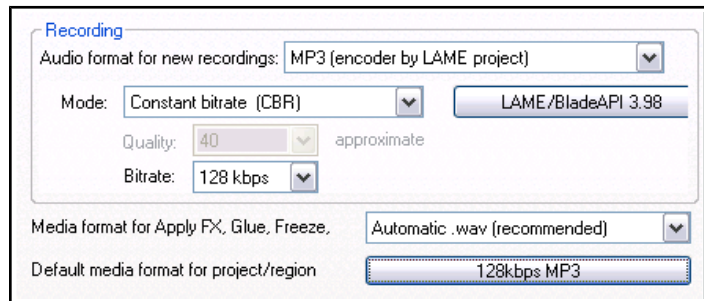 Recording
Audio format for new recordings: MP3 (encoder by LAME project)
Mode: Constant bitrate (CBR) LAME/BladeAPI 3.98
Quality: 40 approximate
Bitrate: 128 kbps
Media format for Apply FX, Glue, Freeze, Automatic .wav (recommended)
Default media format for project/region 128kbps MP3